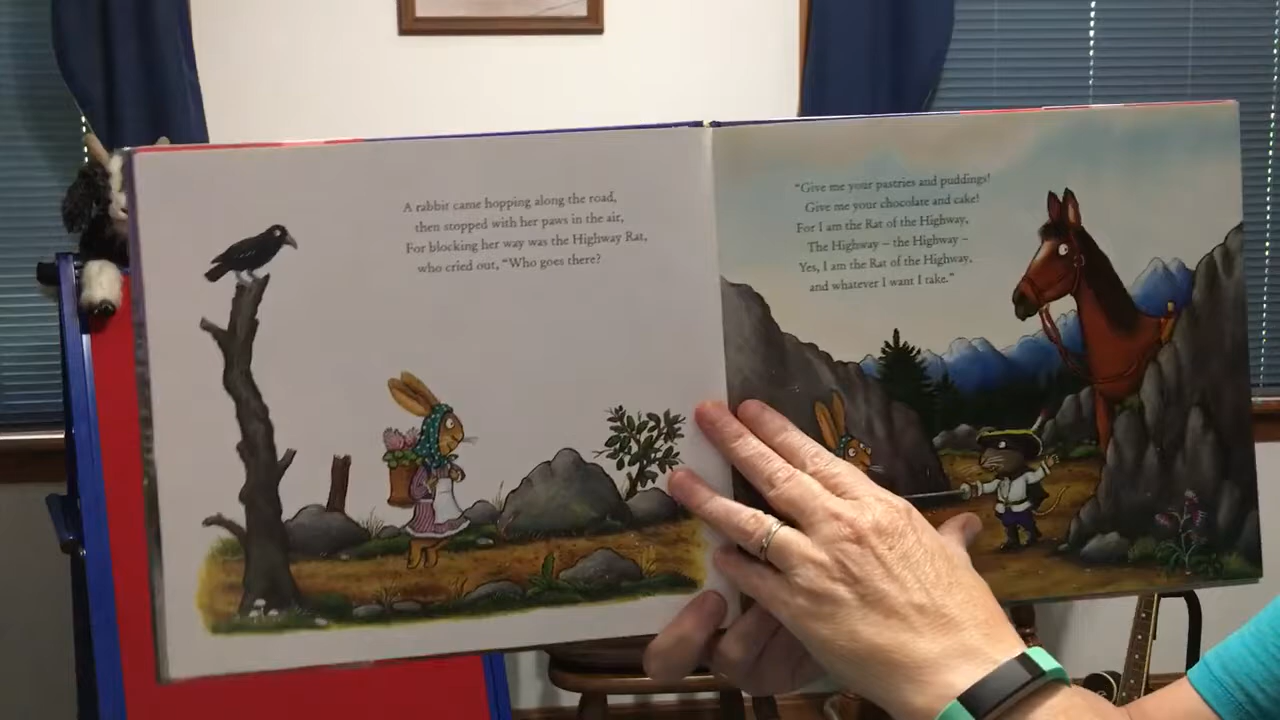 A rabbit came hopping along the road,
then stopped with her paws in the air,
For blocking her way was the Highway Rat,
who cried out, “Who goes there?
“Give me your pastries and puddings!
Give me your chocolate and cake!
For I am the Rat of the Highway,
The Highway – the Highway –
Yes, I am the Rat of the Highway,
and whatever I want I take.”